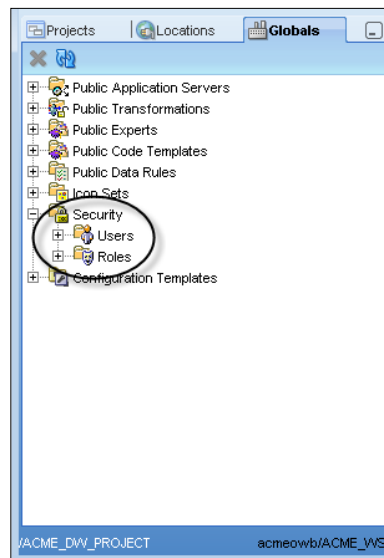 Projects Locations Globals
Public Application Servers
Public Transformations
Public Experts
Public Code Templates
Public Data Rules
Icon Sets
Security
Users
Roles
Configuration Templates
/ACME_DW_PROJECT acmeowb/ACME_WS